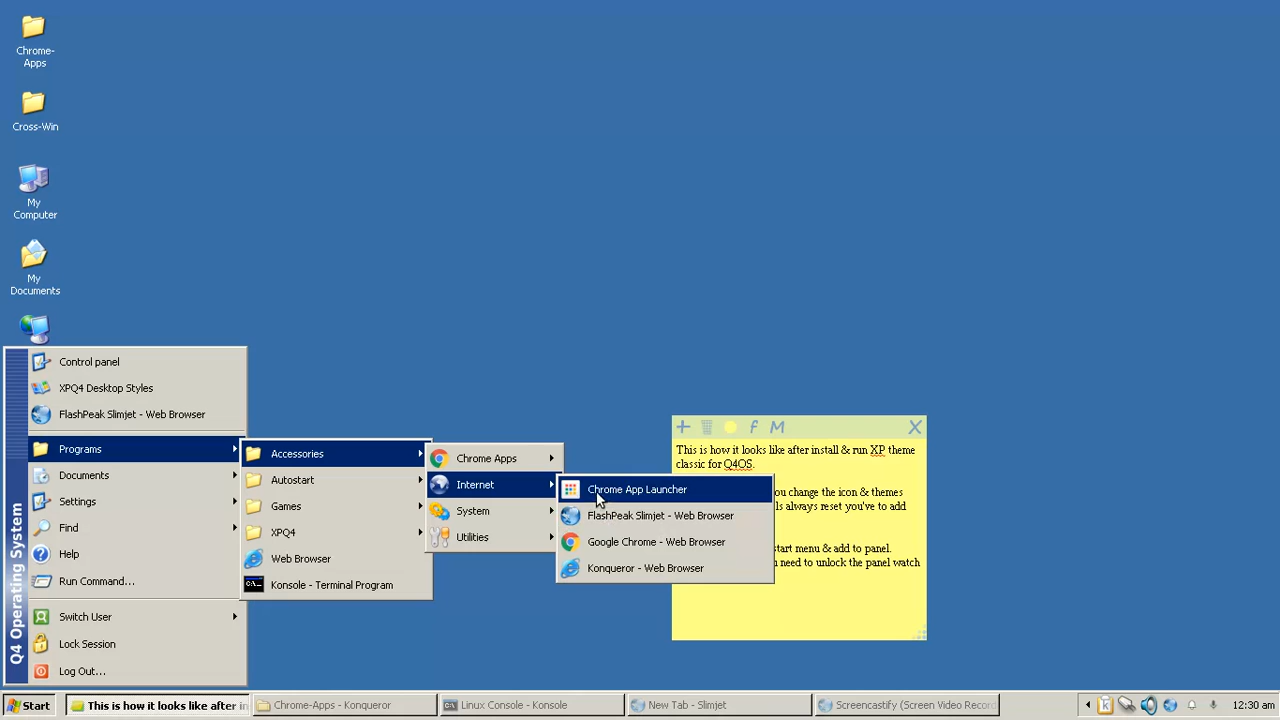 Chrome-
Apps
Cross-Win
My
Computer
My
Documents
Control panel
XPQ4 Desktop Styles
FlashPeak Slimjet - Web Browser
Programs
Documents
Settings
Find
Help
Run Command...
Switch User
Lock Session
Log Out...
Q4 Operating System
Accessories
Autostart
Games
XPQ4
Web Browser
Konsole - Terminal Program
Chrome Apps
Internet
System
Utilities
Chrome App Launcher
FlashPeak Slimjet - Web Browser
Google Chrome - Web Browser
Konqueror - Web Browser
+ f M X
This is how it looks like after install & run XP theme
classic for Q4OS.
u change the icon & themes
ls always reset you've to add
start menu & add to panel.
need to unlock the panel watch
Start
This is how it looks like after in
Chrome-Apps - Konqueror
Linux Console - Konsole
New Tab - Slimjet
Screencastify (Screen Video Recor
k
12:30 am